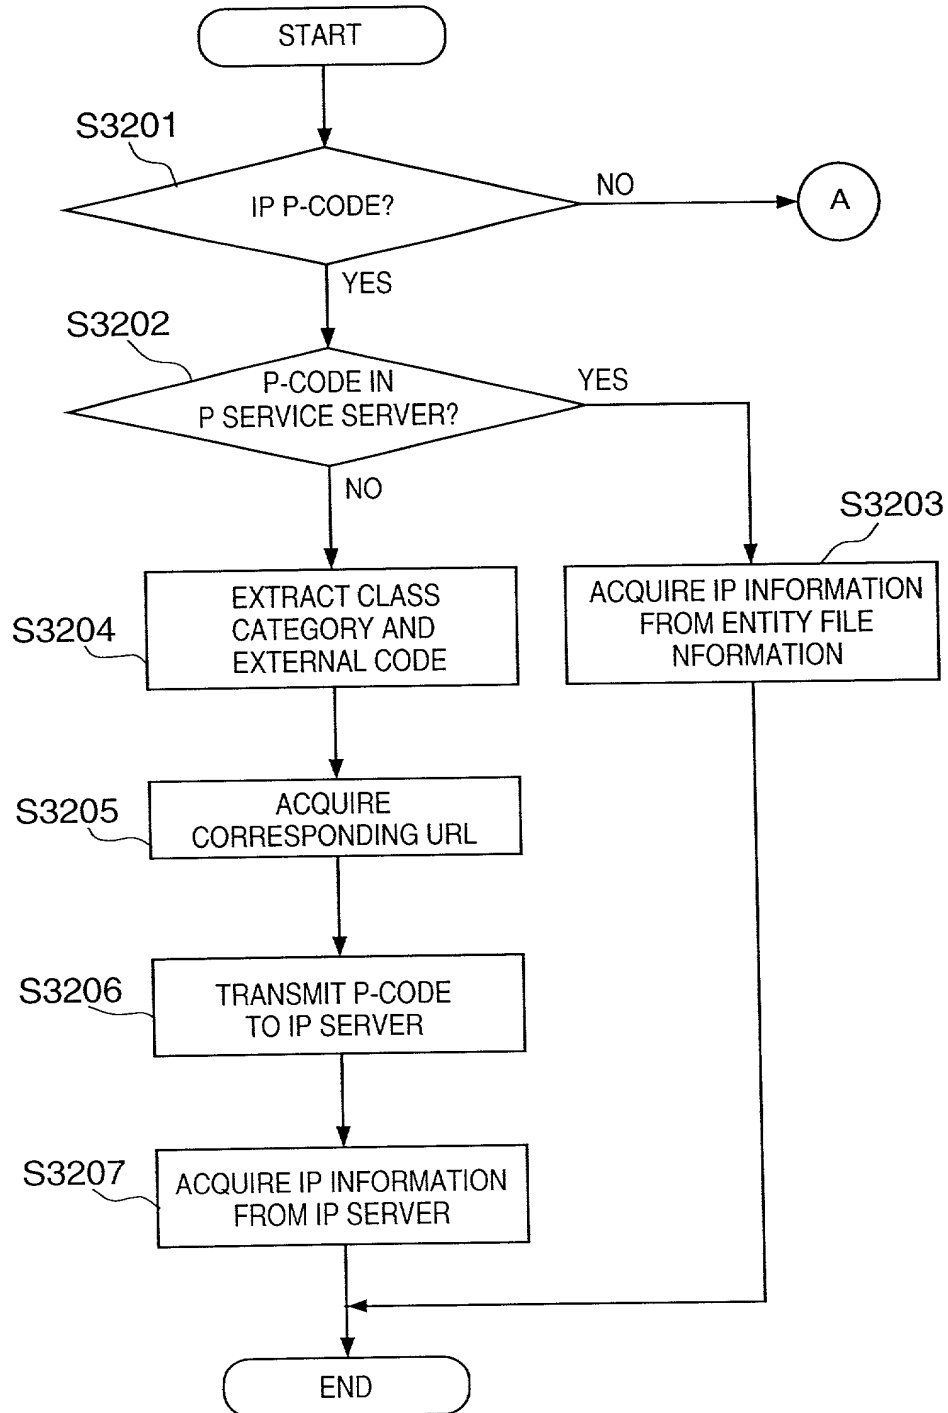 START
S3201
IP P-CODE?
NO
A
YES
S3202
P-CODE IN
P SERVICE SERVER?
YES
NO
S3203
ACQUIRE IP INFORMATION
FROM ENTITY FILE
NFORMATION
S3204
EXTRACT CLASS
CATEGORY AND
EXTERNAL CODE
S3205
ACQUIRE
CORRESPONDING URL
S3206
TRANSMIT P-CODE
TO IP SERVER
S3207
ACQUIRE IP INFORMATION
FROM IP SERVER
END